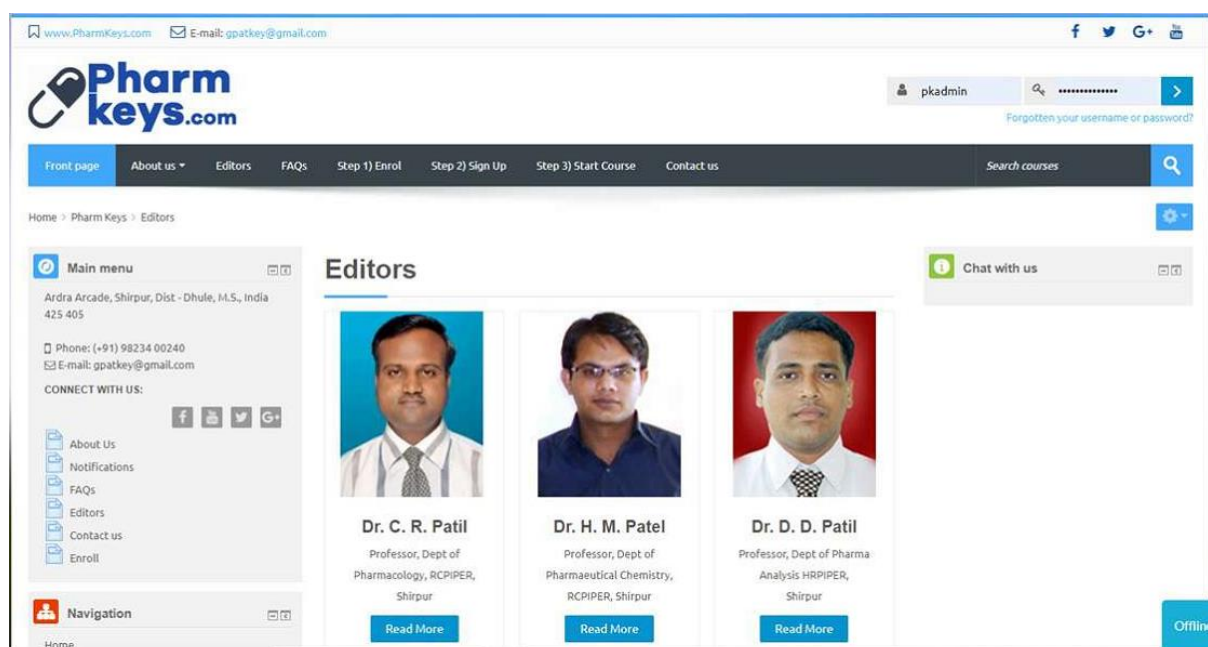 www.PharmKeys.com E-mail: gpatkey@gmail.com
f G+ You Tube
Pharm
keys.com
pkadmin ••••••••••••••
Forgotten your username or password?
Front page About us Editors FAQs Step 1) Enrol Step 2) Sign Up Step 3) Start Course Contact us Search courses
Home > Pharm Keys > Editors
Main menu
Ardra Arcade, Shirpur, Dist - Dhule, M.S., India
425 405
Phone: (+91) 98234 00240
E-mail: gpatkey@gmail.com
CONNECT WITH US:
f G+
About Us
Notifications
FAQs
Editors
Contact us
Enroll
Navigation
Home
Editors
Dr. C. R. Patil
Professor, Dept of
Pharmacology, RCPIPER,
Shirpur
Read More
Dr. H. M. Patel
Professor, Dept of
Pharmaeutical Chemistry,
RCPIPER, Shirpur
Read More
Dr. D. D. Patil
Professor, Dept of Pharma
Analysis HRPIPER,
Shirpur
Read More
Chat with us
Offline